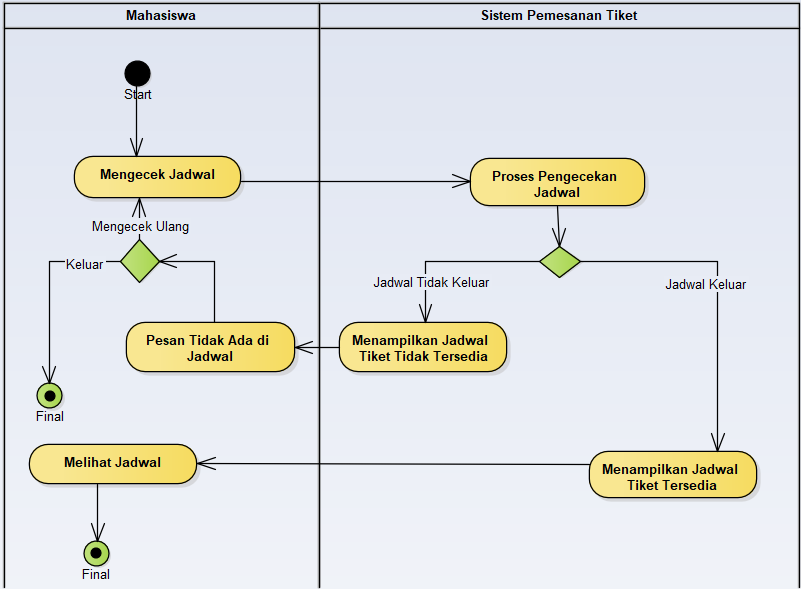 Mahasiswa
Sistem Pemesanan Tiket
Start
Mengecek Jadwal
Proses Pengecekan
Jadwal
Mengecek Ulang
Keluar
Jadwal Tidak Keluar
Jadwal Keluar
Pesan Tidak Ada di
Jadwal
Menampilkan Jadwal
Tiket Tidak Tersedia
Final
Melihat Jadwal
Menampilkan Jadwal
Tiket Tersedia
Final